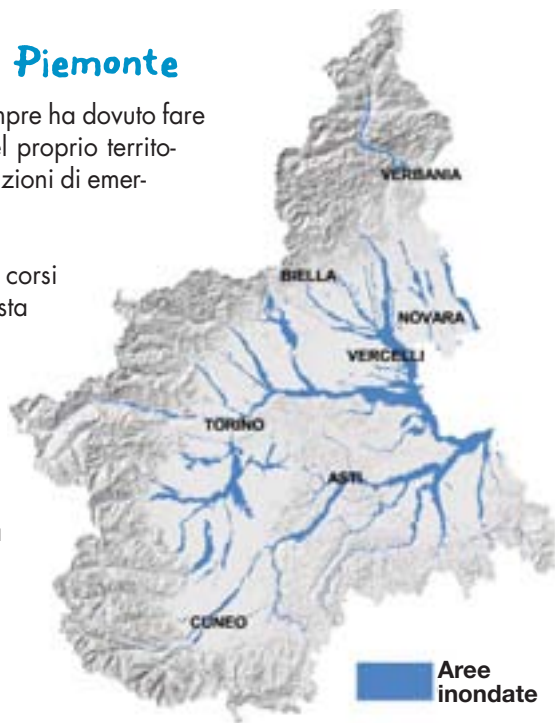 Piemonte
mpre ha dovuto fare
el proprio territo-
zioni di emer-
corsi
sta
VERBANIA
BIELLA
NOVARA
VERCELLI
TORINO
ASTI
CUNEO
Aree
inondate